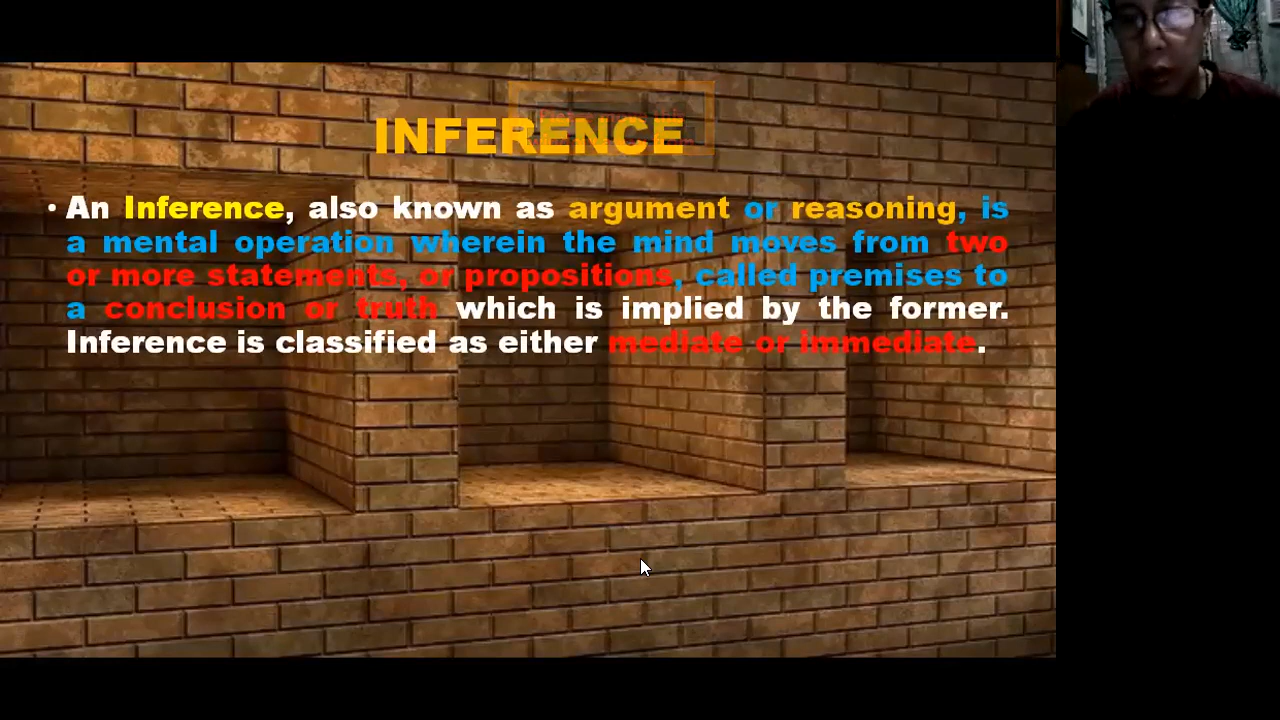 INFERENCE
• An Inference, also known as argument or reasoning, is
a mental operation wherein the mind moves from two
or more statements, or propositions, called premises to
a conclusion or truth which is implied by the former.
Inference is classified as either mediate or immediate.